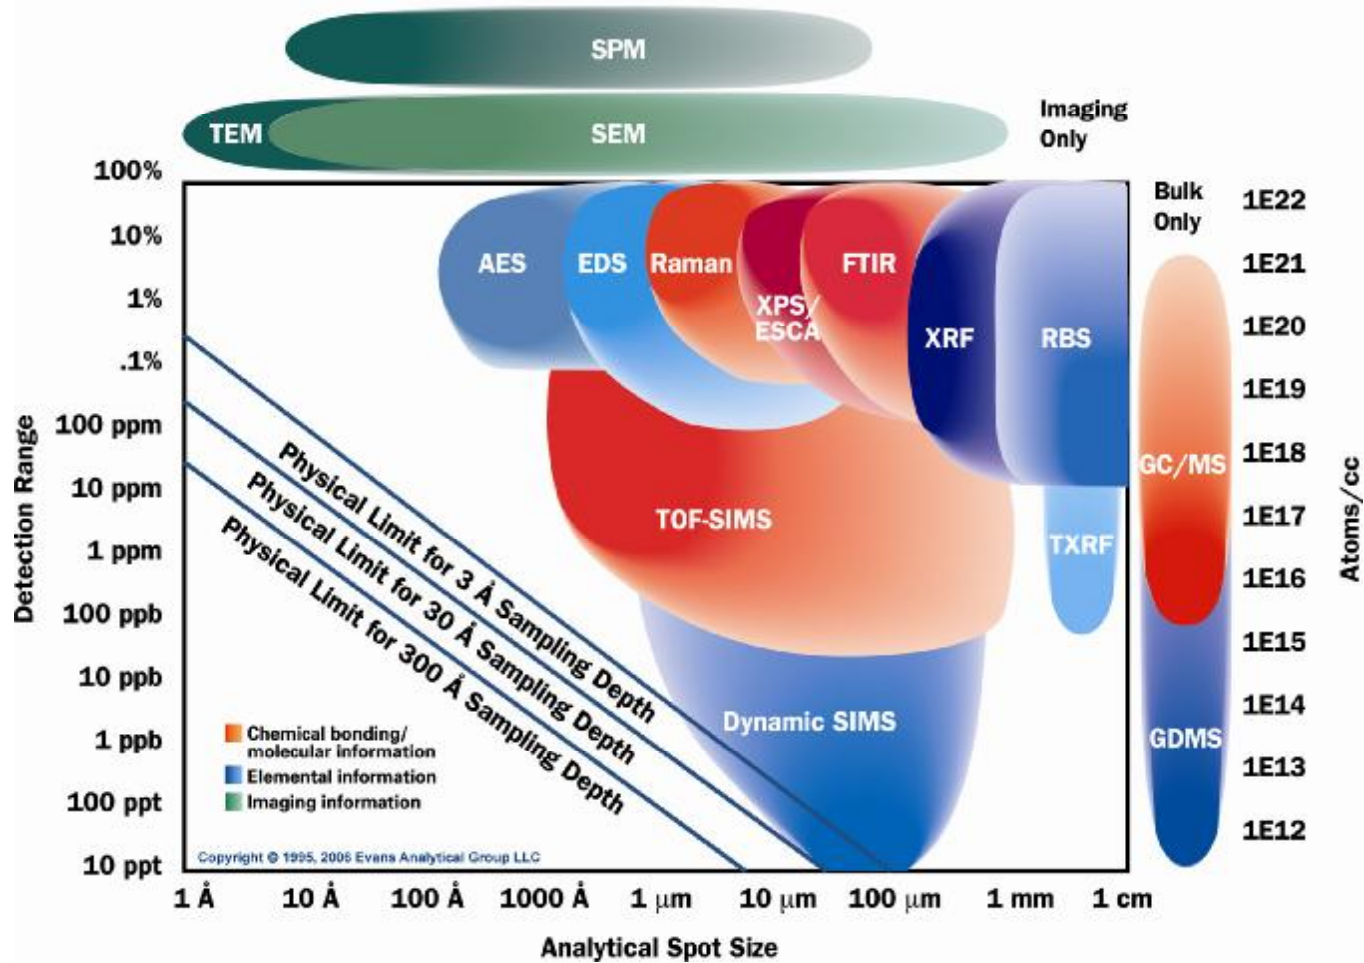 SPM
TEM
SEM
Imaging
Only
100%
10%
1%
.1%
100 ppm
10 ppm
1 ppm
100 ppb
10 ppb
1 ppb
100 ppt
10 ppt
Detection Range
AES
EDS
Raman
XPS/
ESCA
FTIR
XRF
RBS
TOF-SIMS
TXRF
Dynamic SIMS
Physical Limit for 3 Å Sampling Depth
Physical Limit for 30 Å Sampling Depth
Physical Limit for 300 Å Sampling Depth
Chemical bonding/
molecular information
Elemental information
Imaging information
Copyright © 1995, 2006 Evans Analytical Group LLC
Bulk
Only
GC/MS
GDMS
1E22
1E21
1E20
1E19
1E18
1E17
1E16
1E15
1E14
1E13
1E12
Atoms/cc
1 Å
10 Å
100 Å
1000 Å
1 μm
10 μm
100 μm
1 mm
1 cm
Analytical Spot Size